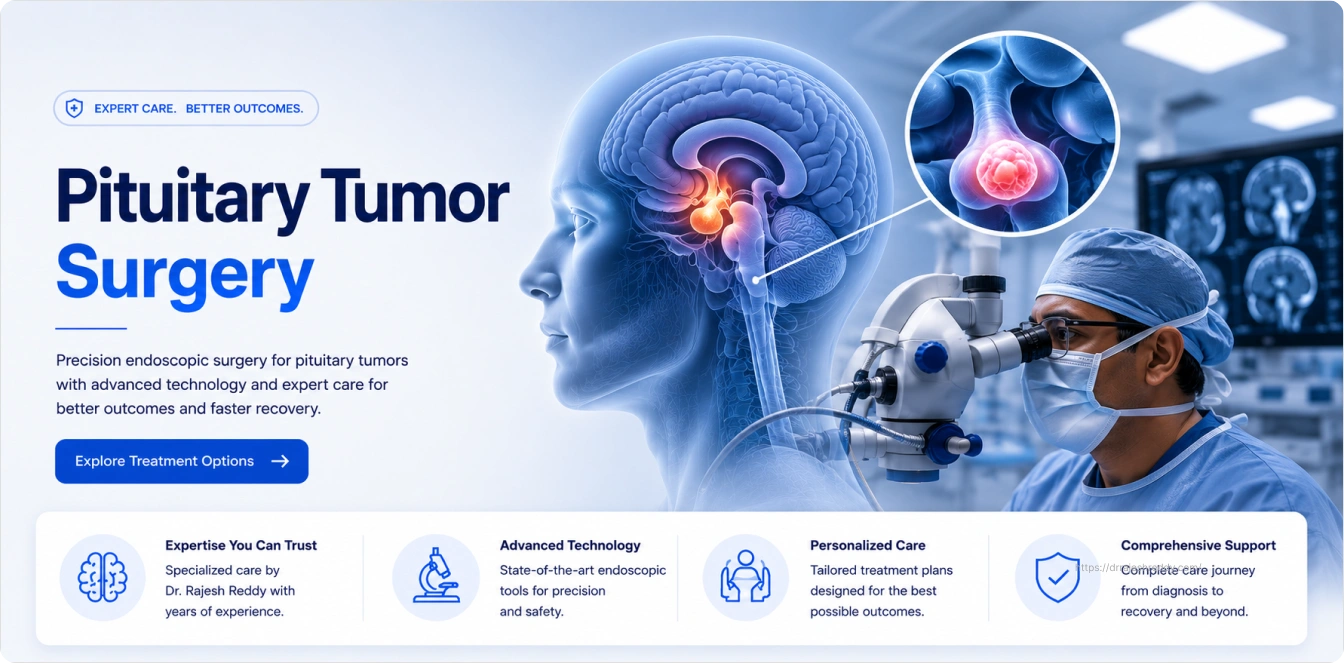 EXPERT CARE. BETTER OUTCOMES.
Pituitary Tumor
Surgery
Precision endoscopic surgery for pituitary tumors
with advanced technology and expert care for
better outcomes and faster recovery.
Explore Treatment Options
Expertise You Can Trust
Specialized care by
Dr. Rajesh Reddy with
years of experience.
Advanced Technology
State-of-the-art endoscopic
tools for precision
and safety.
Personalized Care
Tailored treatment plans
designed for the best
possible outcomes.
Comprehensive Support
Complete care journey
from diagnosis to
recovery and beyond.